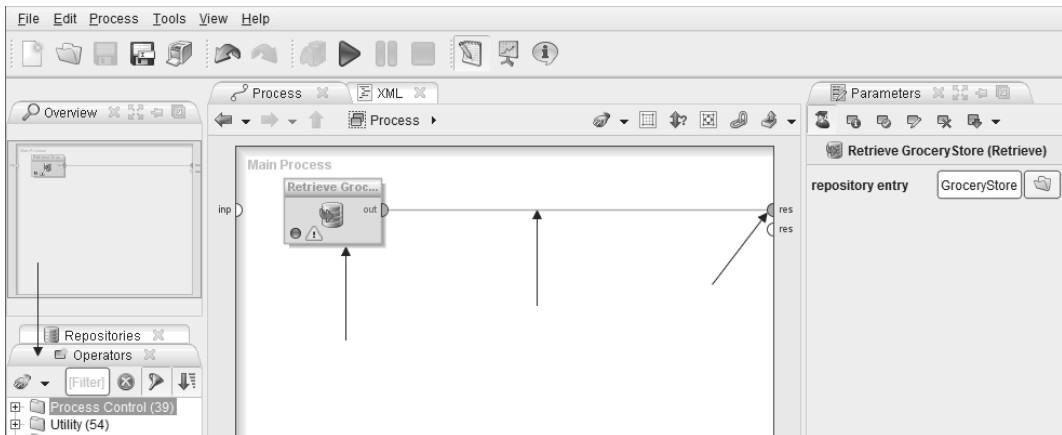 File Edit Process Tools View Help
Process
XML
Overview
Process
Parameters
Main Process
Retrieve Groc...
inp
out
res
res
Retrieve GroceryStore (Retrieve)
repository entry
GroceryStore
Repositories
Operators
[Filter]
Process Control (39)
Utility (54)